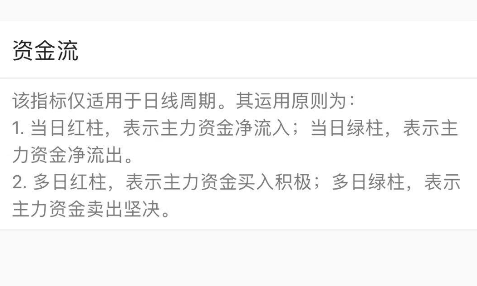 资金流
该指标仅适用于日线周期。其运用原则为：
1. 当日红柱，表示主力资金净流入；当日绿柱，表示主
力资金净流出。
2. 多日红柱，表示主力资金买入积极；多日绿柱，表示
主力资金卖出坚决。